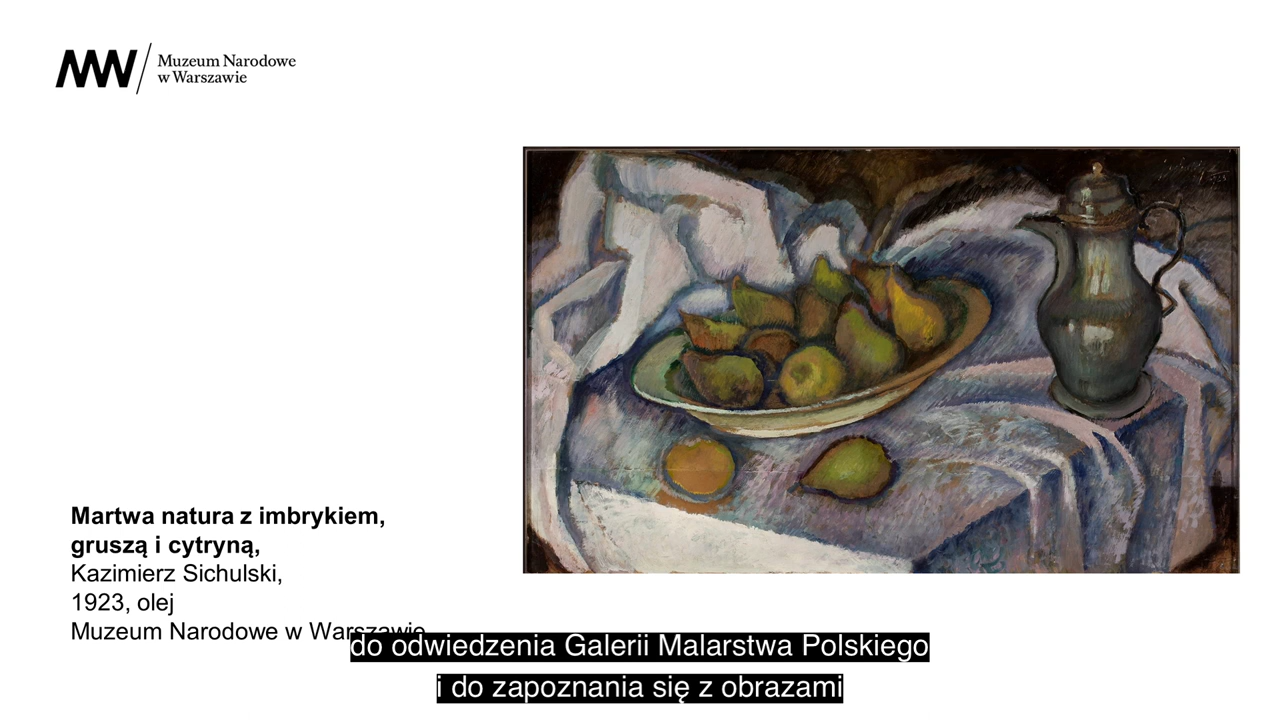 Muzeum Narodowe
w Warszawie
Martwa natura z imbrykiem,
gruszą i cytryną,
Kazimierz Sichulski,
1923, olej
Muzeum Narodowe w Warszawie
do odwiedzenia Galerii Malarstwa Polskiego
i do zapoznania się z obrazami